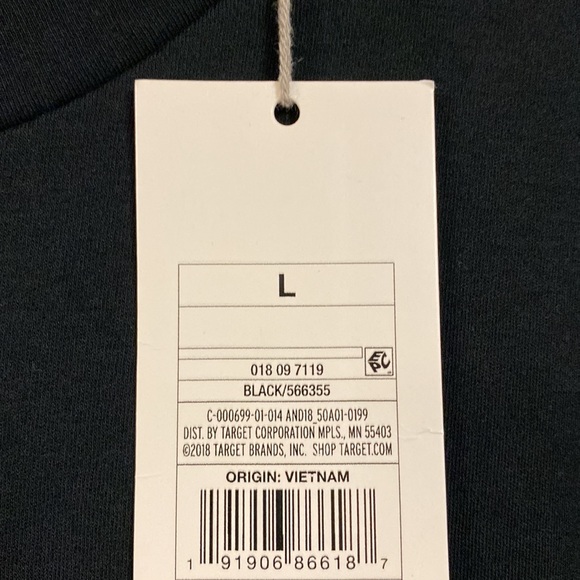 L
EPC
018 09 7119
BLACK/566355
C-000699-01-014 AND18_50A01-0199
DIST. BY TARGET CORPORATION MPLS., MN 55403
©2018 TARGET BRANDS, INC. SHOP TARGET.COM
ORIGIN: VIETNAM
1 91906 86618 7